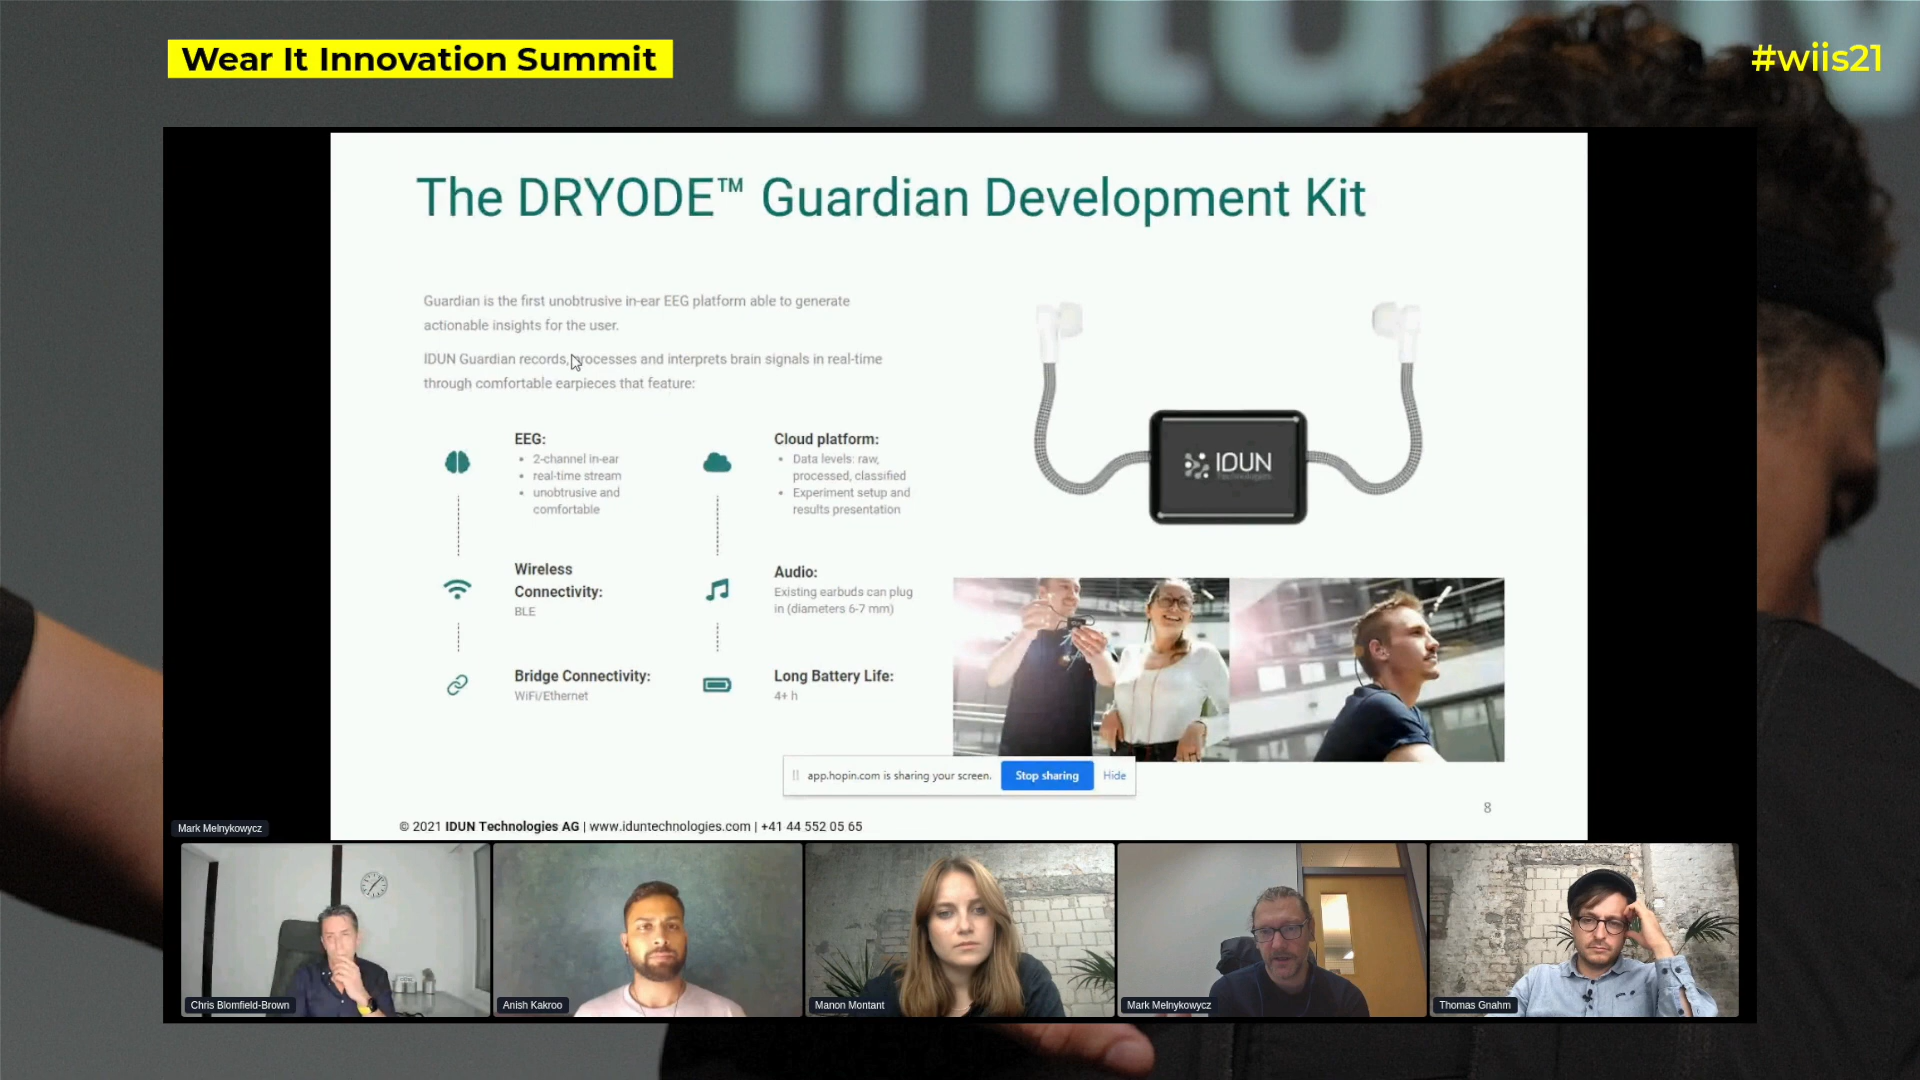 Wear It Innovation Summit
#wiis21
The DRYODE™ Guardian Development Kit
Guardian is the first unobtrusive in-ear EEG platform able to generate
actionable insights for the user.
IDUN Guardian records, processes and interprets brain signals in real-time
through comfortable earpieces that feature:
EEG:
• 2-channel in-ear
• real-time stream
• unobtrusive and
comfortable
Cloud platform:
• Data levels: raw,
processed, classified
• Experiment setup and
results presentation
Wireless
Connectivity:
BLE
Audio:
Existing earbuds can plug
in (diameters 6-7 mm)
Bridge Connectivity:
WiFi/Ethernet
Long Battery Life:
4+ h
IDUN
Technologies
app.hopin.com is sharing your screen.
Stop sharing
Hide
8
© 2021 IDUN Technologies AG | www.iduntechnologies.com | +41 44 552 05 65
Mark Melnykowycz
Chris Blomfield-Brown
Anish Kakroo
Manon Montant
Mark Melnykowycz
Thomas Gnahm